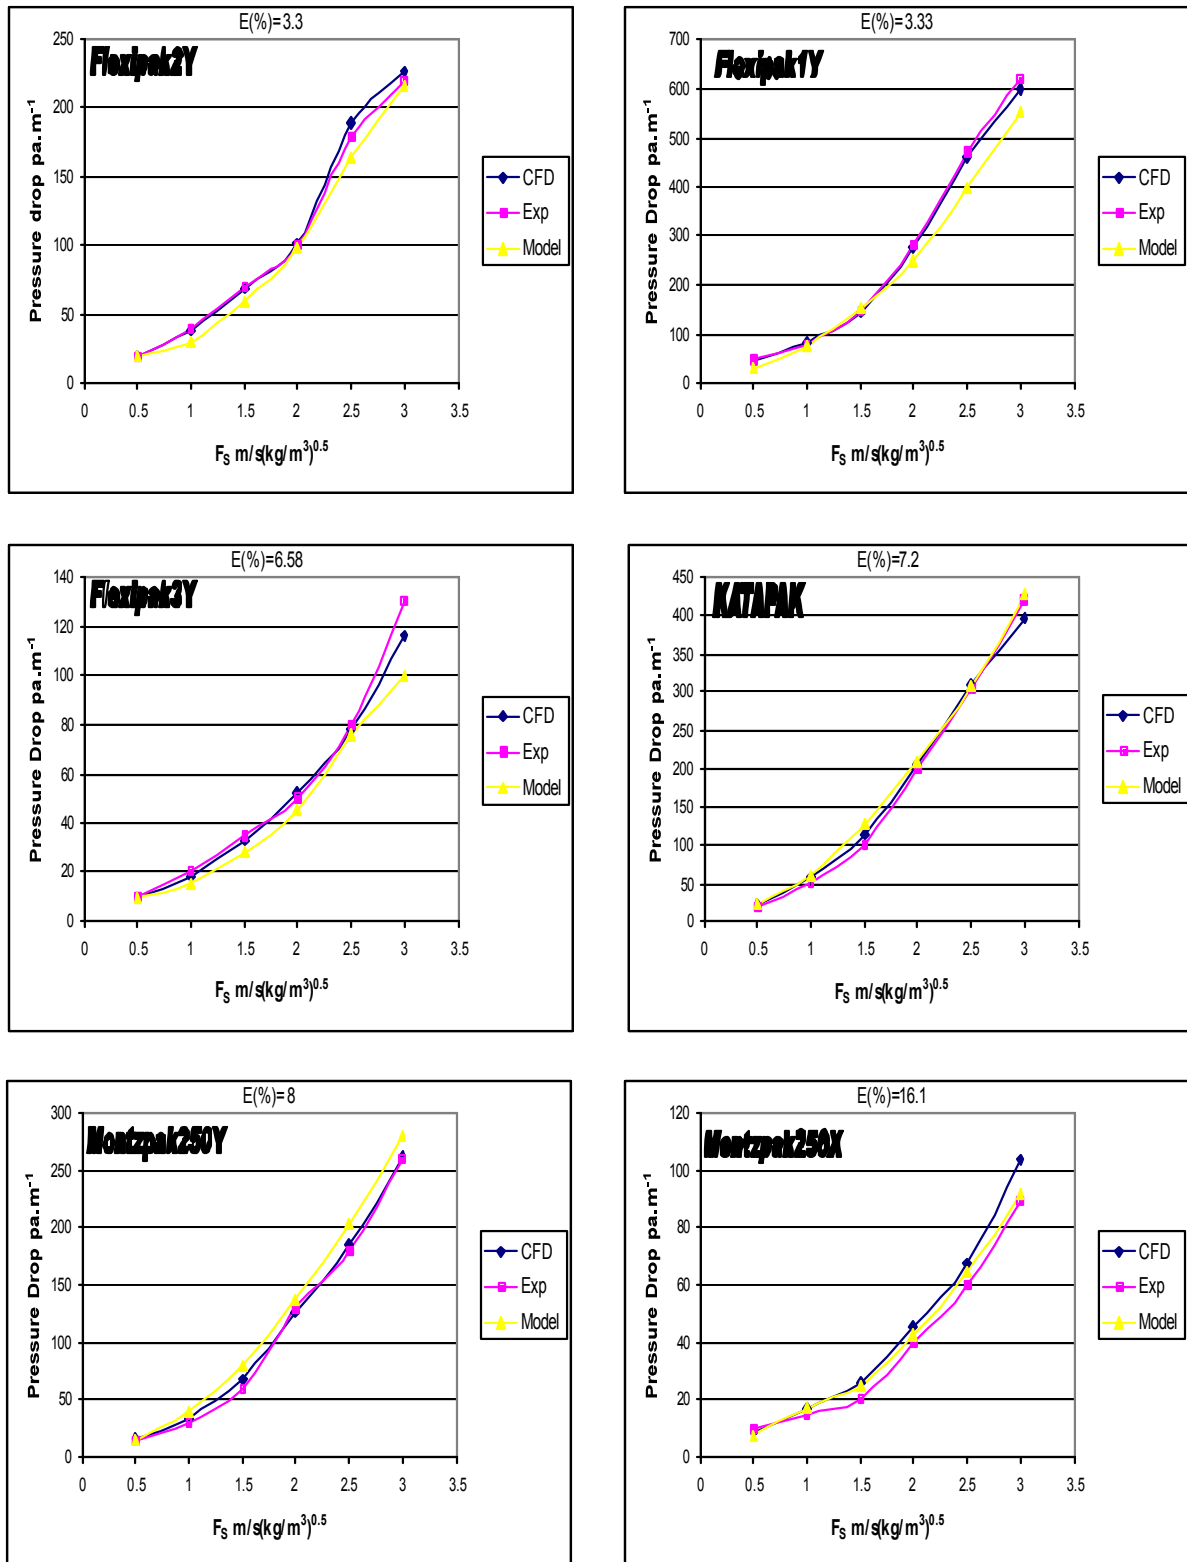 E(%)=3.3
Flexipak2Y
Pressure drop pa.m⁻¹
250
200
150
100
50
0
0 0.5 1 1.5 2 2.5 3 3.5
F_S m/s(kg/m³)^0.5
CFD
Exp
Model
E(%)=3.33
Flexipak1Y
Pressure Drop pa.m⁻¹
700
600
500
400
300
200
100
0
0 0.5 1 1.5 2 2.5 3 3.5
F_S m/s(kg/m³)^0.5
CFD
Exp
Model
E(%)=6.58
Flexipak3Y
Pressure Drop pa.m⁻¹
140
120
100
80
60
40
20
0
0 0.5 1 1.5 2 2.5 3 3.5
F_S m/s(kg/m³)^0.5
CFD
Exp
Model
E(%)=7.2
KATAPAK
Pressure Drop pa.m⁻¹
450
400
350
300
250
200
150
100
50
0
0 0.5 1 1.5 2 2.5 3 3.5
F_S m/s(kg/m³)^0.5
CFD
Exp
Model
E(%)=8
Montzpak250Y
Pressure Drop pa.m⁻¹
300
250
200
150
100
50
0
0 0.5 1 1.5 2 2.5 3 3.5
F_S m/s(kg/m³)^0.5
CFD
Exp
Model
E(%)=16.1
Montzpak250X
Pressure Drop pa.m⁻¹
120
100
80
60
40
20
0
0 0.5 1 1.5 2 2.5 3 3.5
F_S m/s(kg/m³)^0.5
CFD
Exp
Model